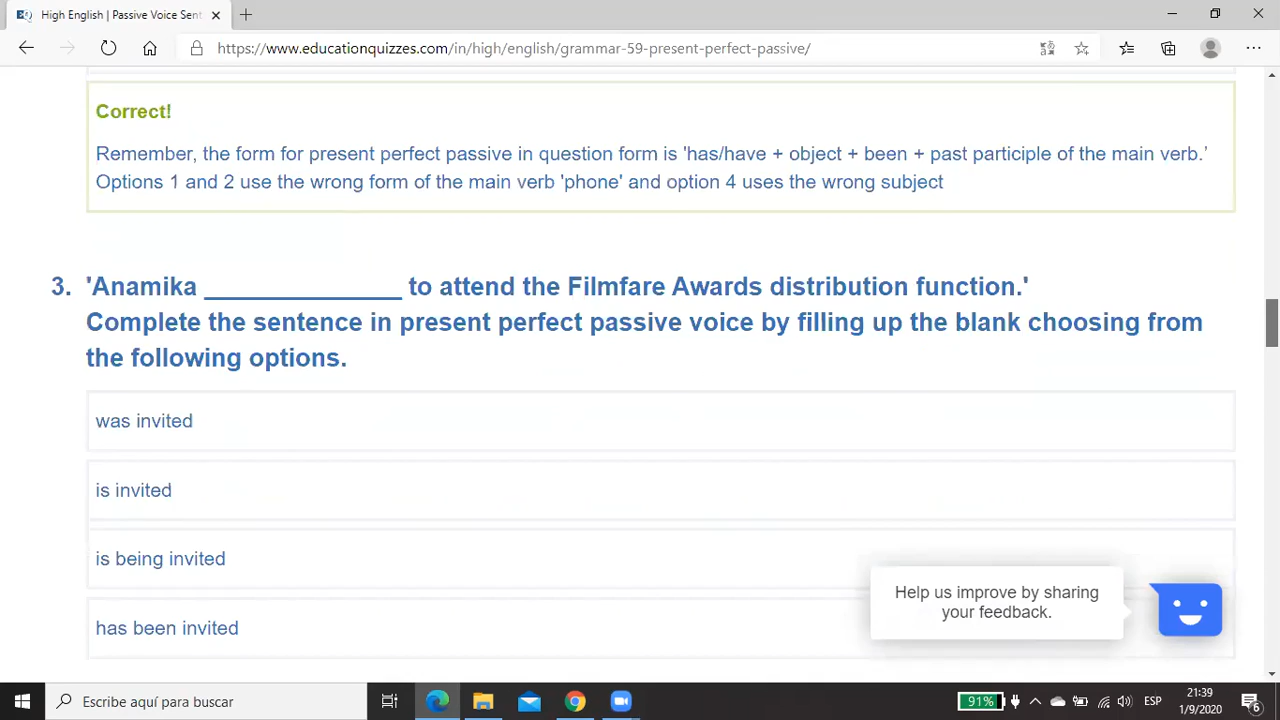 High English | Passive Voice Sent
https://www.educationquizzes.com/in/high/english/grammar-59-present-perfect-passive/
Correct!
Remember, the form for present perfect passive in question form is 'has/have + object + been + past participle of the main verb.'
Options 1 and 2 use the wrong form of the main verb 'phone' and option 4 uses the wrong subject
3. 'Anamika _____________ to attend the Filmfare Awards distribution function.'
Complete the sentence in present perfect passive voice by filling up the blank choosing from
the following options.
was invited
is invited
is being invited
has been invited
Help us improve by sharing
your feedback.
Escribe aquí para buscar
91%
ESP
21:39
1/9/2020
6